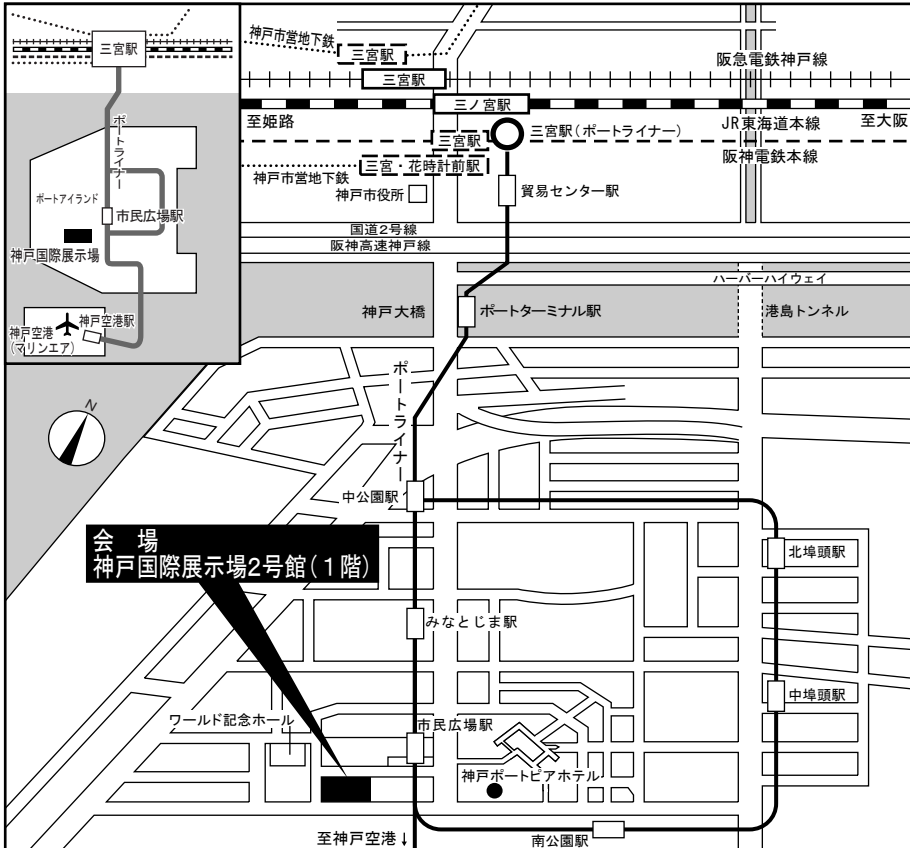 三宮駅
ポートライナー
ポートアイランド
市民広場駅
神戸国際展示場
神戸空港駅
神戸空港
(マリンエア)
神戸市営地下鉄
三宮駅
三宮駅
阪急電鉄神戸線
三ノ宮駅
至姫路
JR東海道本線
至大阪
三宮駅
三宮駅(ポートライナー)
阪神電鉄本線
神戸市営地下鉄
三宮・花時計前駅
神戸市役所
貿易センター駅
国道2号線
阪神高速神戸線
ハーバーハイウェイ
神戸大橋
ポートターミナル駅
港島トンネル
ポートライナー
N
中公園駅
会 場
神戸国際展示場2号館(1階)
北埠頭駅
みなとじま駅
中埠頭駅
ワールド記念ホール
市民広場駅
神戸ポートピアホテル
至神戸空港↓
南公園駅